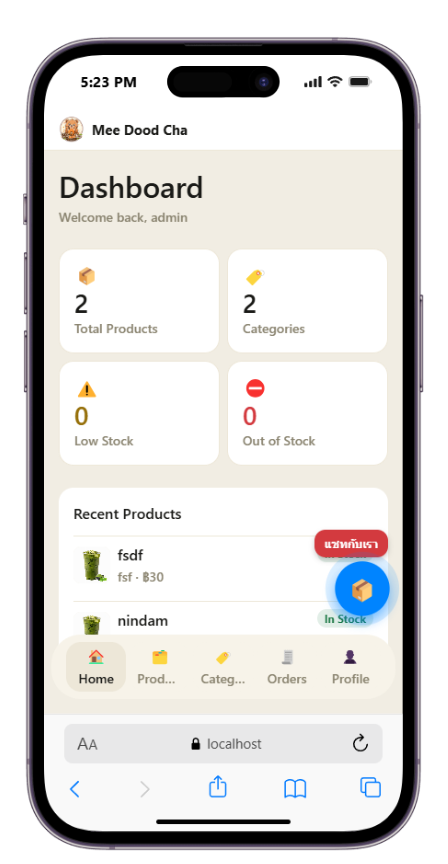 5:23 PM
Mee Dood Cha
Dashboard
Welcome back, admin
2
Total Products
2
Categories
0
Low Stock
0
Out of Stock
Recent Products
แชทกับเรา
fsdf
fsf · ฿30
nindam
In Stock
Home
Prod...
Categ...
Orders
Profile
AA
localhost